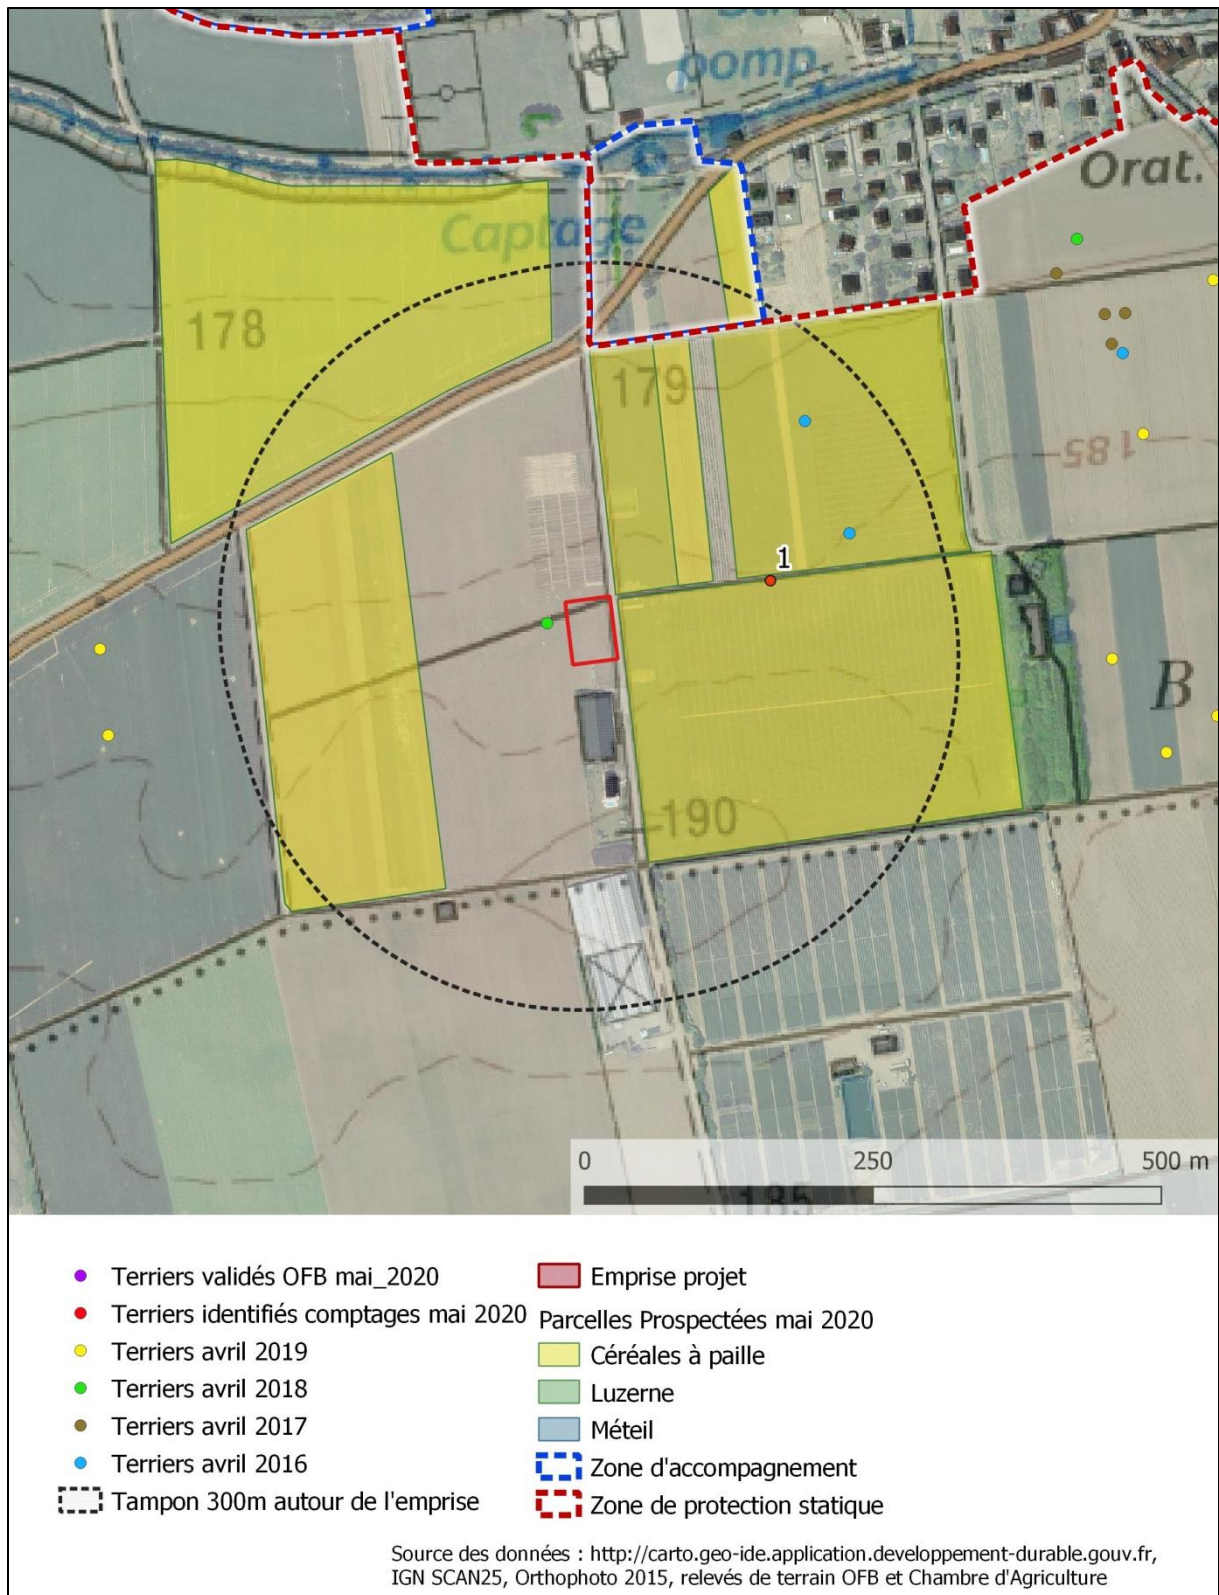 pomp.
Orat.
Captage
178
179
185
1
B
190
0 250 500 m
185
Terriers validés OFB mai_2020
Terriers identifiés comptages mai 2020
Terriers avril 2019
Terriers avril 2018
Terriers avril 2017
Terriers avril 2016
Tampon 300m autour de l'emprise
Emprise projet
Parcelles Prospectées mai 2020
Céréales à paille
Luzerne
Méteil
Zone d'accompagnement
Zone de protection statique
Source des données : http://carto.geo-ide.application.developpement-durable.gouv.fr,
IGN SCAN25, Orthophoto 2015, relevés de terrain OFB et Chambre d'Agriculture